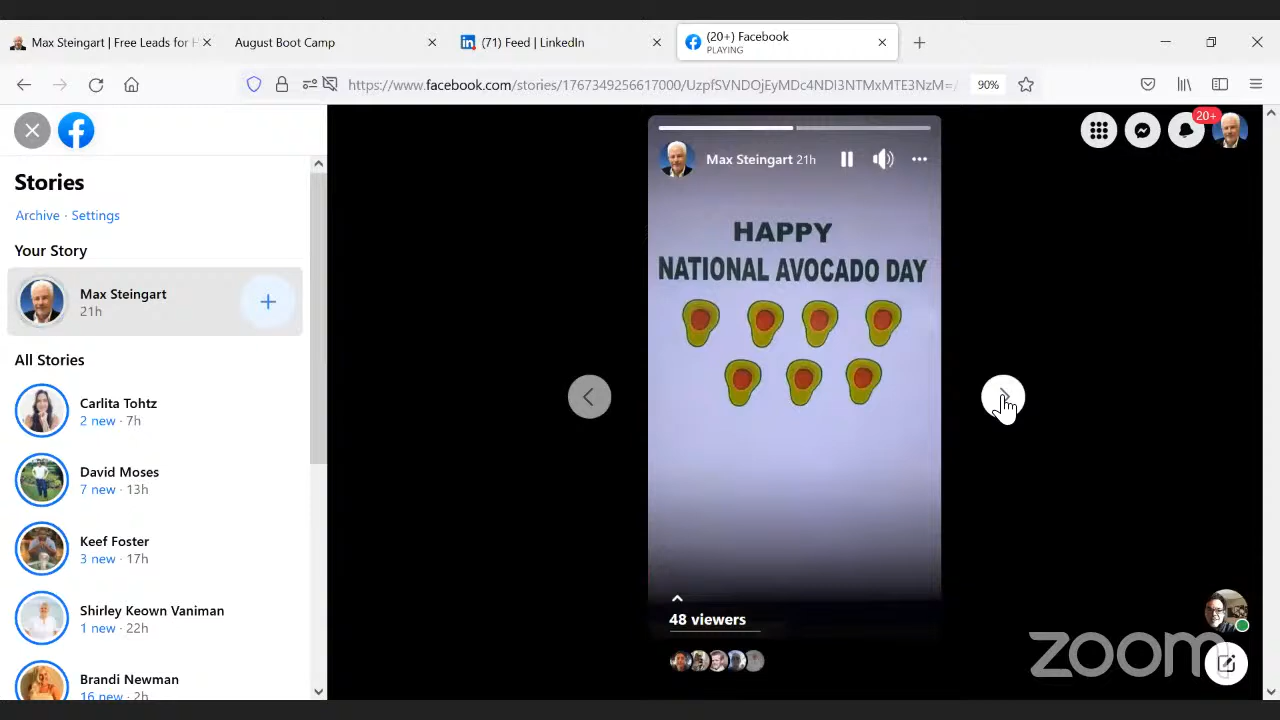 Max Steingart | Free Leads for H
August Boot Camp
(71) Feed | LinkedIn
(20+) Facebook
PLAYING
https://www.facebook.com/stories/1767349256617000/UzpfSVNDOjEyMDc4NDI3NTMxMTE3NzM=/
90%
20+
Stories
Archive · Settings
Your Story
Max Steingart
21h
All Stories
Carlita Tohtz
2 new · 7h
David Moses
7 new · 13h
Keef Foster
3 new · 17h
Shirley Keown Vaniman
1 new · 22h
Brandi Newman
16 new · 2h
Max Steingart 21h
HAPPY
NATIONAL AVOCADO DAY
48 viewers
zoom